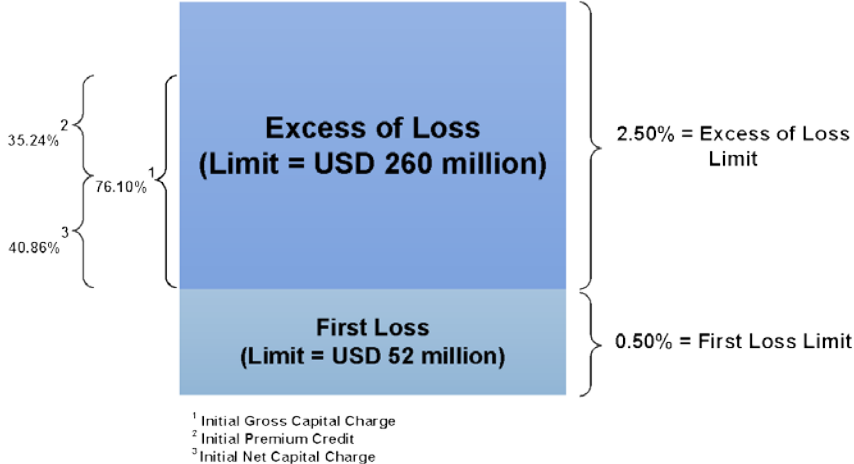 Excess of Loss
(Limit = USD 260 million)
2.50% = Excess of Loss
Limit
35.24%2
76.10%1
40.86%3
First Loss
(Limit = USD 52 million)
0.50% = First Loss Limit
1 Initial Gross Capital Charge
2 Initial Premium Credit
3 Initial Net Capital Charge